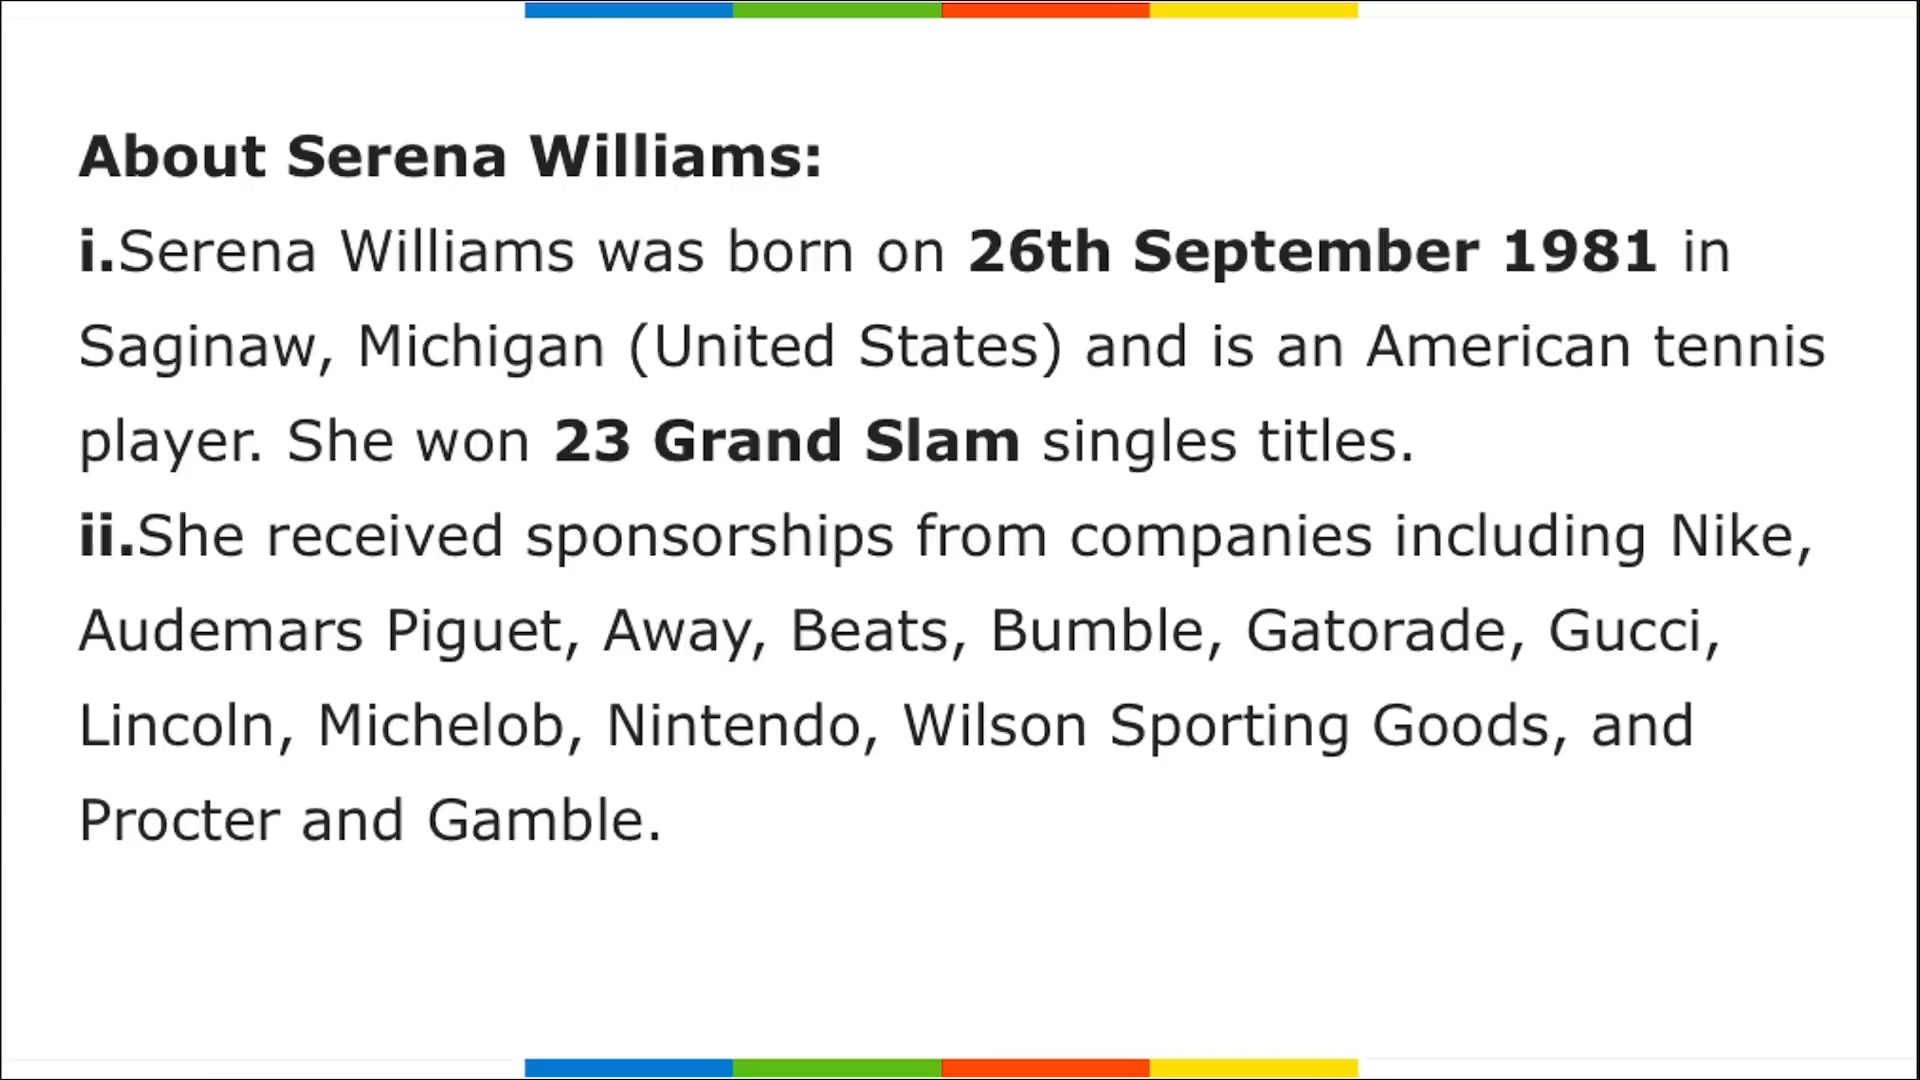 About Serena Williams:
i.Serena Williams was born on 26th September 1981 in
Saginaw, Michigan (United States) and is an American tennis
player. She won 23 Grand Slam singles titles.
ii.She received sponsorships from companies including Nike,
Audemars Piguet, Away, Beats, Bumble, Gatorade, Gucci,
Lincoln, Michelob, Nintendo, Wilson Sporting Goods, and
Procter and Gamble.